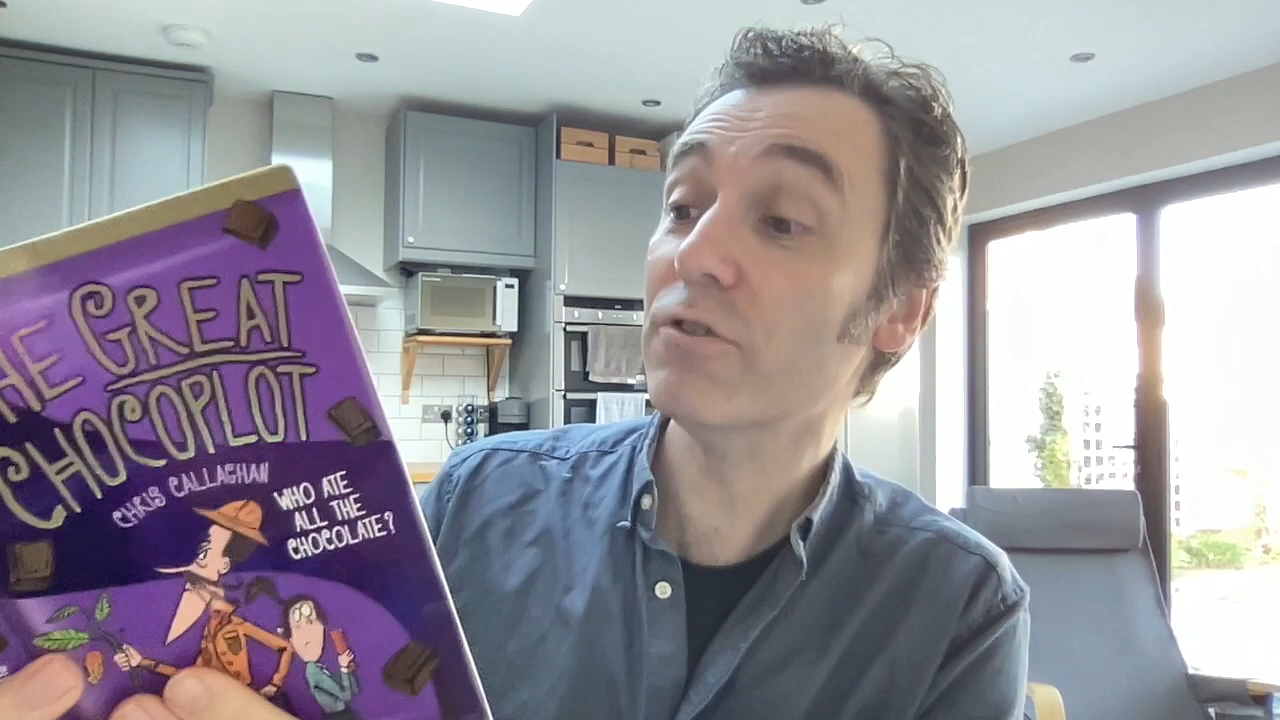 HE GREAT
CHOCOPLOT
CHRIS CALLAGHAN
WHO ATE
ALL THE
CHOCOLATE?